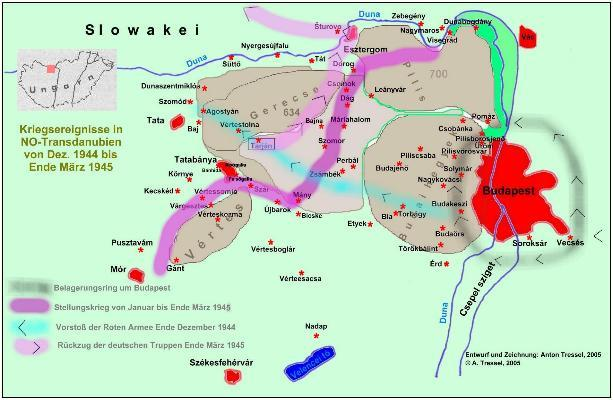 Slowakei
Donau
Duna
Zebegény
Dunabogdány
Nagymaros
Visegrád
Vác
Šturovo
Esztergom
Nyergesújfalu
Süttő
Tát
Dorog
Duna
Ungarn
Kriegsereignisse in
NO-Transdanubien
von Dez. 1944 bis
Ende März 1945
Dunaszentmiklós
Szomód
Agostyán
Baj
Tata
Vértestolna
Tarján
Gerecse
634
Csolnok
Dág
Leányvár
Bajna
Máriahalom
Szomor
Zsámbék
Perbál
Pilis
700
Pomáz
Csobánka
Pilisborosjenő
Üröm
Pilisvörösvár
Piliscsaba
Solymár
Budajenő
Nagykovácsi
Budapest
Budakeszi
Bia
Torbágy
Budaörs
Törökbálint
Etyek
Érd
Soroksár
Vecsés
Csepel sziget
Duna
Tatabánya
Bánhida
Környe
Kecskéd
Vértessomló
Várgesztes
Vérteskozma
Szár
Újbarok
Mány
Bicske
Pusztavám
Mór
Gánt
Vértes
Vértesboglár
Vérteesacsa
Nadap
Velencei tó
Székesfehérvár
Belagerungsring um Budapest
Stellungskrieg von Januar bis Ende März 1945
Vorstoß der Roten Armee Ende Dezember 1944
Rückzug der deutschen Truppen Ende März 1945
Entwurf und Zeichnung: Anton Tressel, 2005
© A. Tressel, 2005